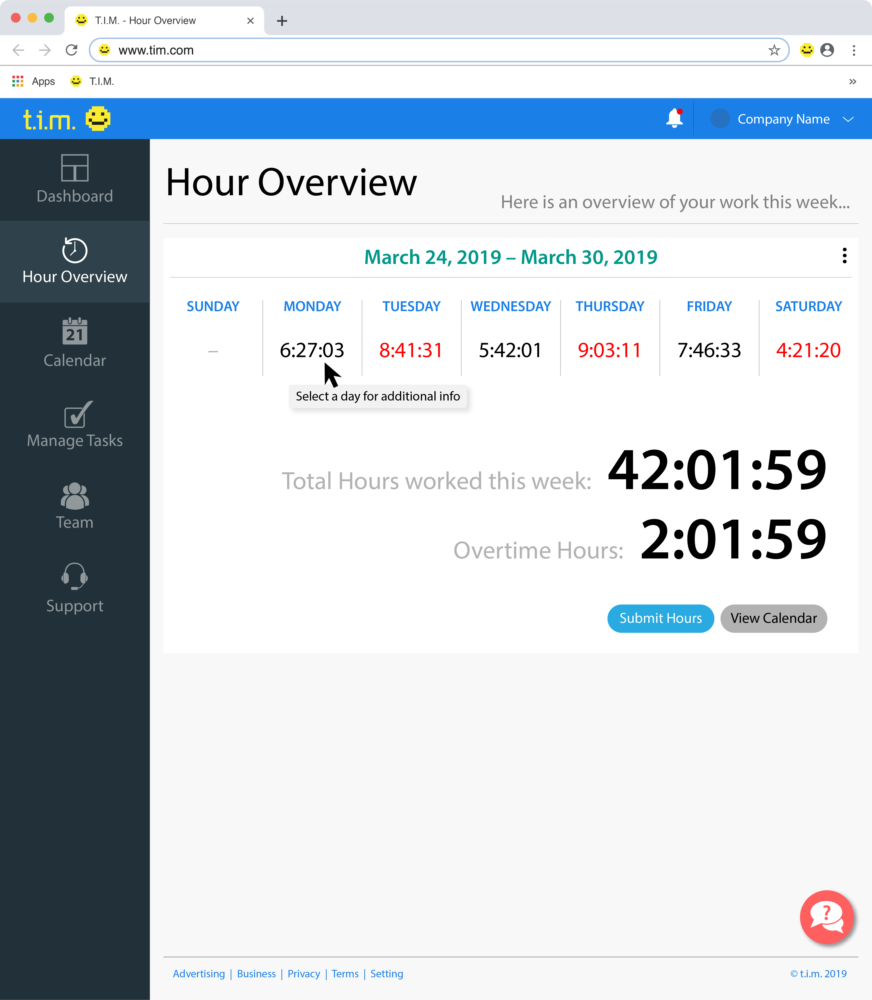 T.I.M. - Hour Overview
www.tim.com
Apps T.I.M.
t.i.m. Company Name
Hour Overview
Here is an overview of your work this week...
Dashboard
Hour Overview
21
Calendar
Manage Tasks
Team
Support
March 24, 2019 – March 30, 2019
SUNDAY MONDAY TUESDAY WEDNESDAY THURSDAY FRIDAY SATURDAY
– 6:27:03 8:41:31 5:42:01 9:03:11 7:46:33 4:21:20
Select a day for additional info
Total Hours worked this week: 42:01:59
Overtime Hours: 2:01:59
Submit Hours View Calendar
?
Advertising | Business | Privacy | Terms | Setting © t.i.m. 2019